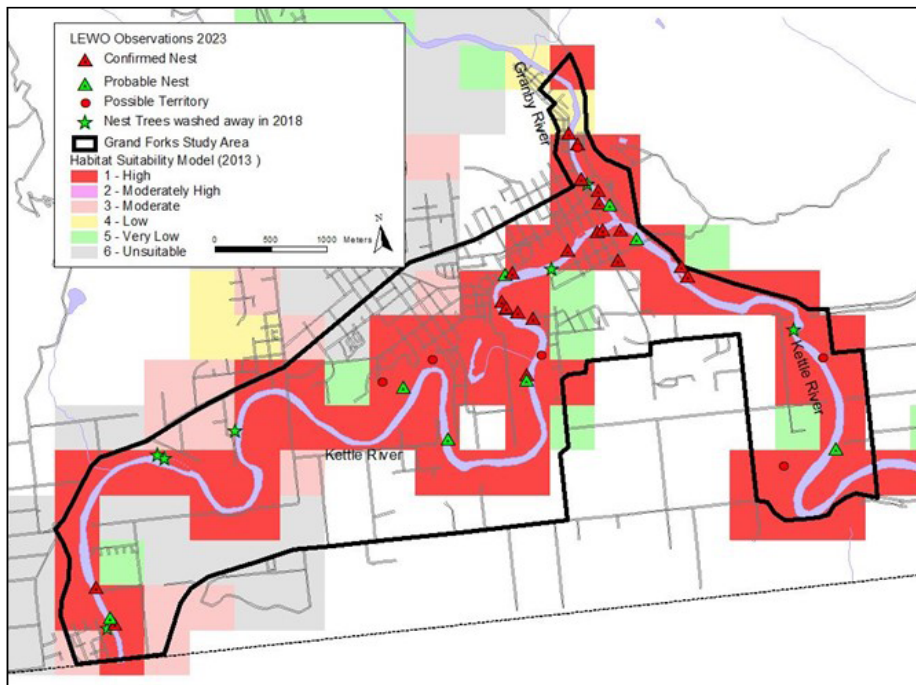 LEWO Observations 2023
Confirmed Nest
Probable Nest
Possible Territory
Nest Trees washed away in 2018
Grand Forks Study Area
Habitat Suitability Model (2013 )
1 - High
2 - Moderately High
3 - Moderate
4 - Low
5 - Very Low
6 - Unsuitable
N
0 500 1000
Meters
Granby River
Kettle River
Kettle River